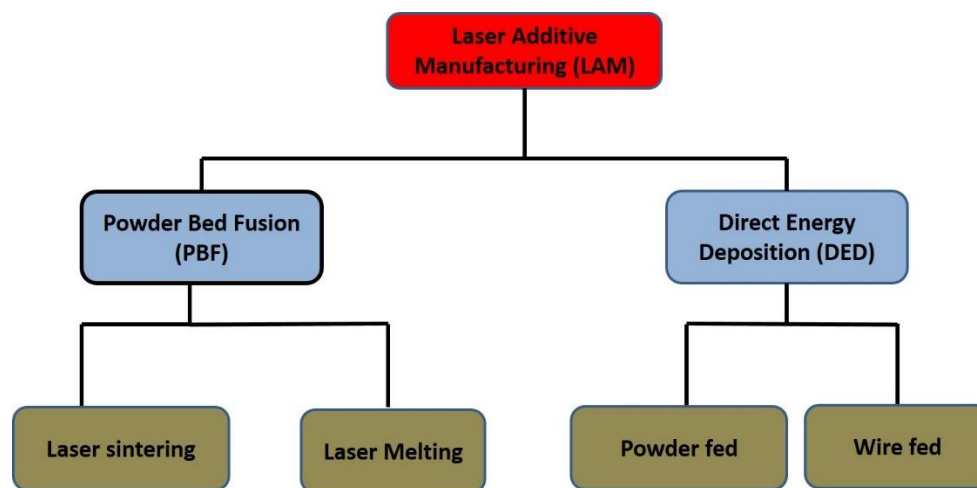 Laser Additive
Manufacturing (LAM)
Powder Bed Fusion
(PBF)
Direct Energy
Deposition (DED)
Laser sintering
Laser Melting
Powder fed
Wire fed